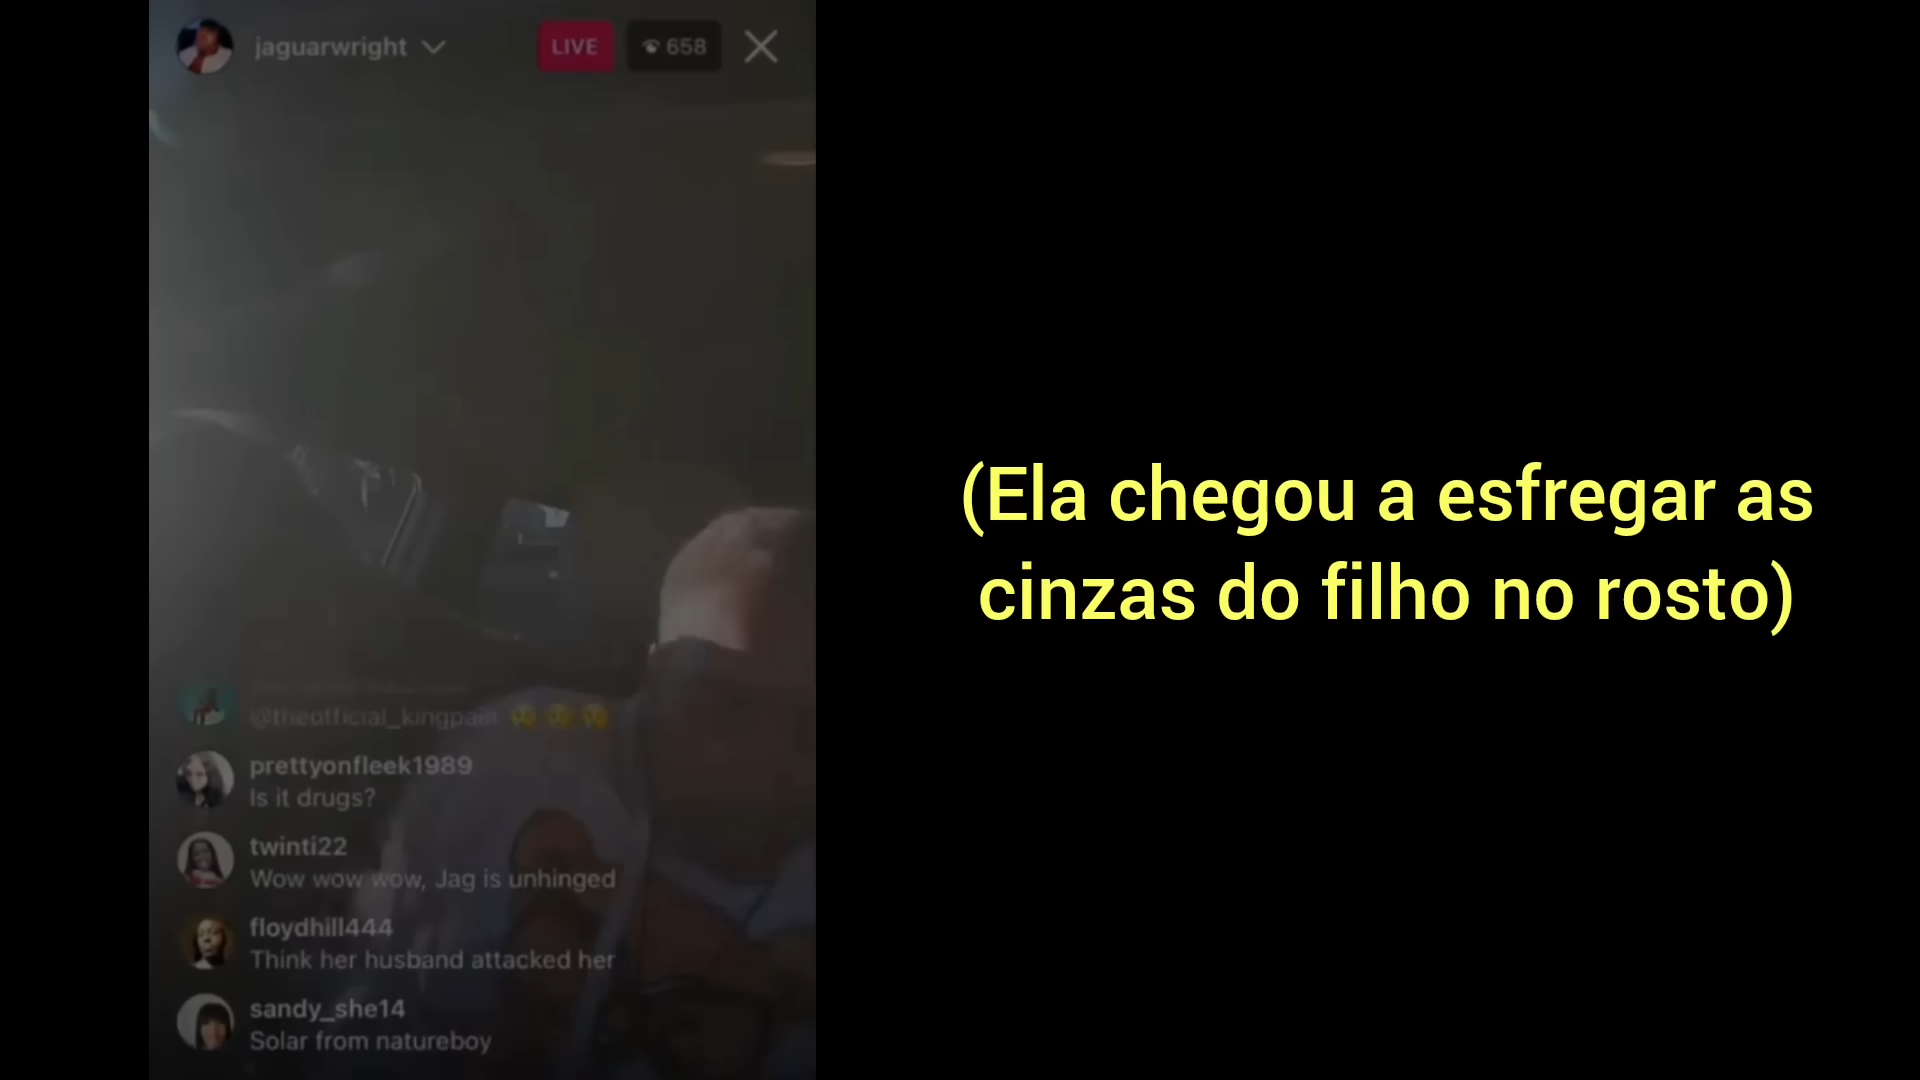 jaguarwright
LIVE
658
@theofficial_kingpain
prettyonfleek1989
Is it drugs?
twinti22
Wow wow wow, Jag is unhinged
floydhill444
Think her husband attacked her
sandy_she14
Solar from natureboy
(Ela chegou a esfregar as
cinzas do filho no rosto)